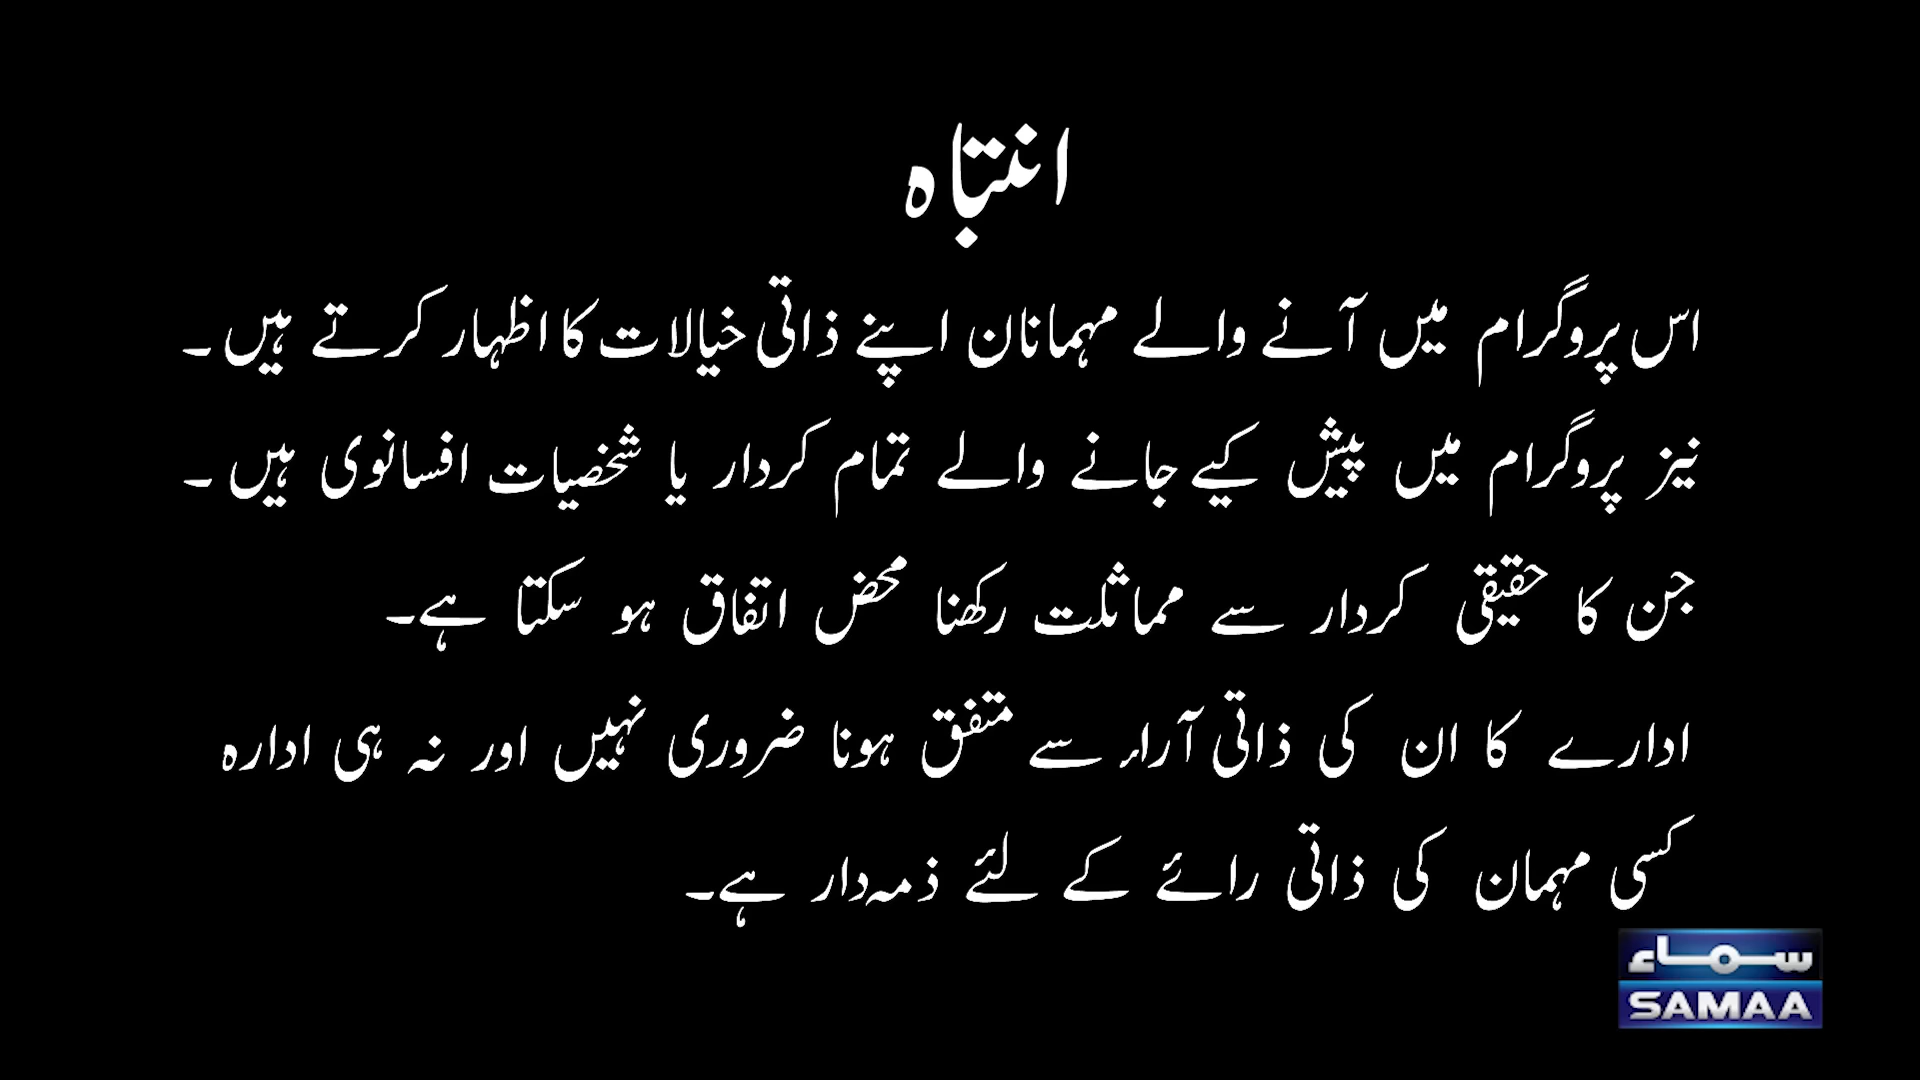 انتباہ
اس پروگرام میں آنے والے مہمانان اپنے ذاتی خیالات کا اظہار کرتے ہیں۔
نیز پروگرام میں پیش کیے جانے والے تمام کردار یا شخصیات افسانوی ہیں۔
جن کا حقیقی کردار سے مماثلت رکھنا محض اتفاق ہو سکتا ہے۔
ادارے کا ان کی ذاتی آراء سے متفق ہونا ضروری نہیں اور نہ ہی ادارہ
کسی مہمان کی ذاتی رائے کے لئے ذمہ دار ہے۔
سماء
SAMAA